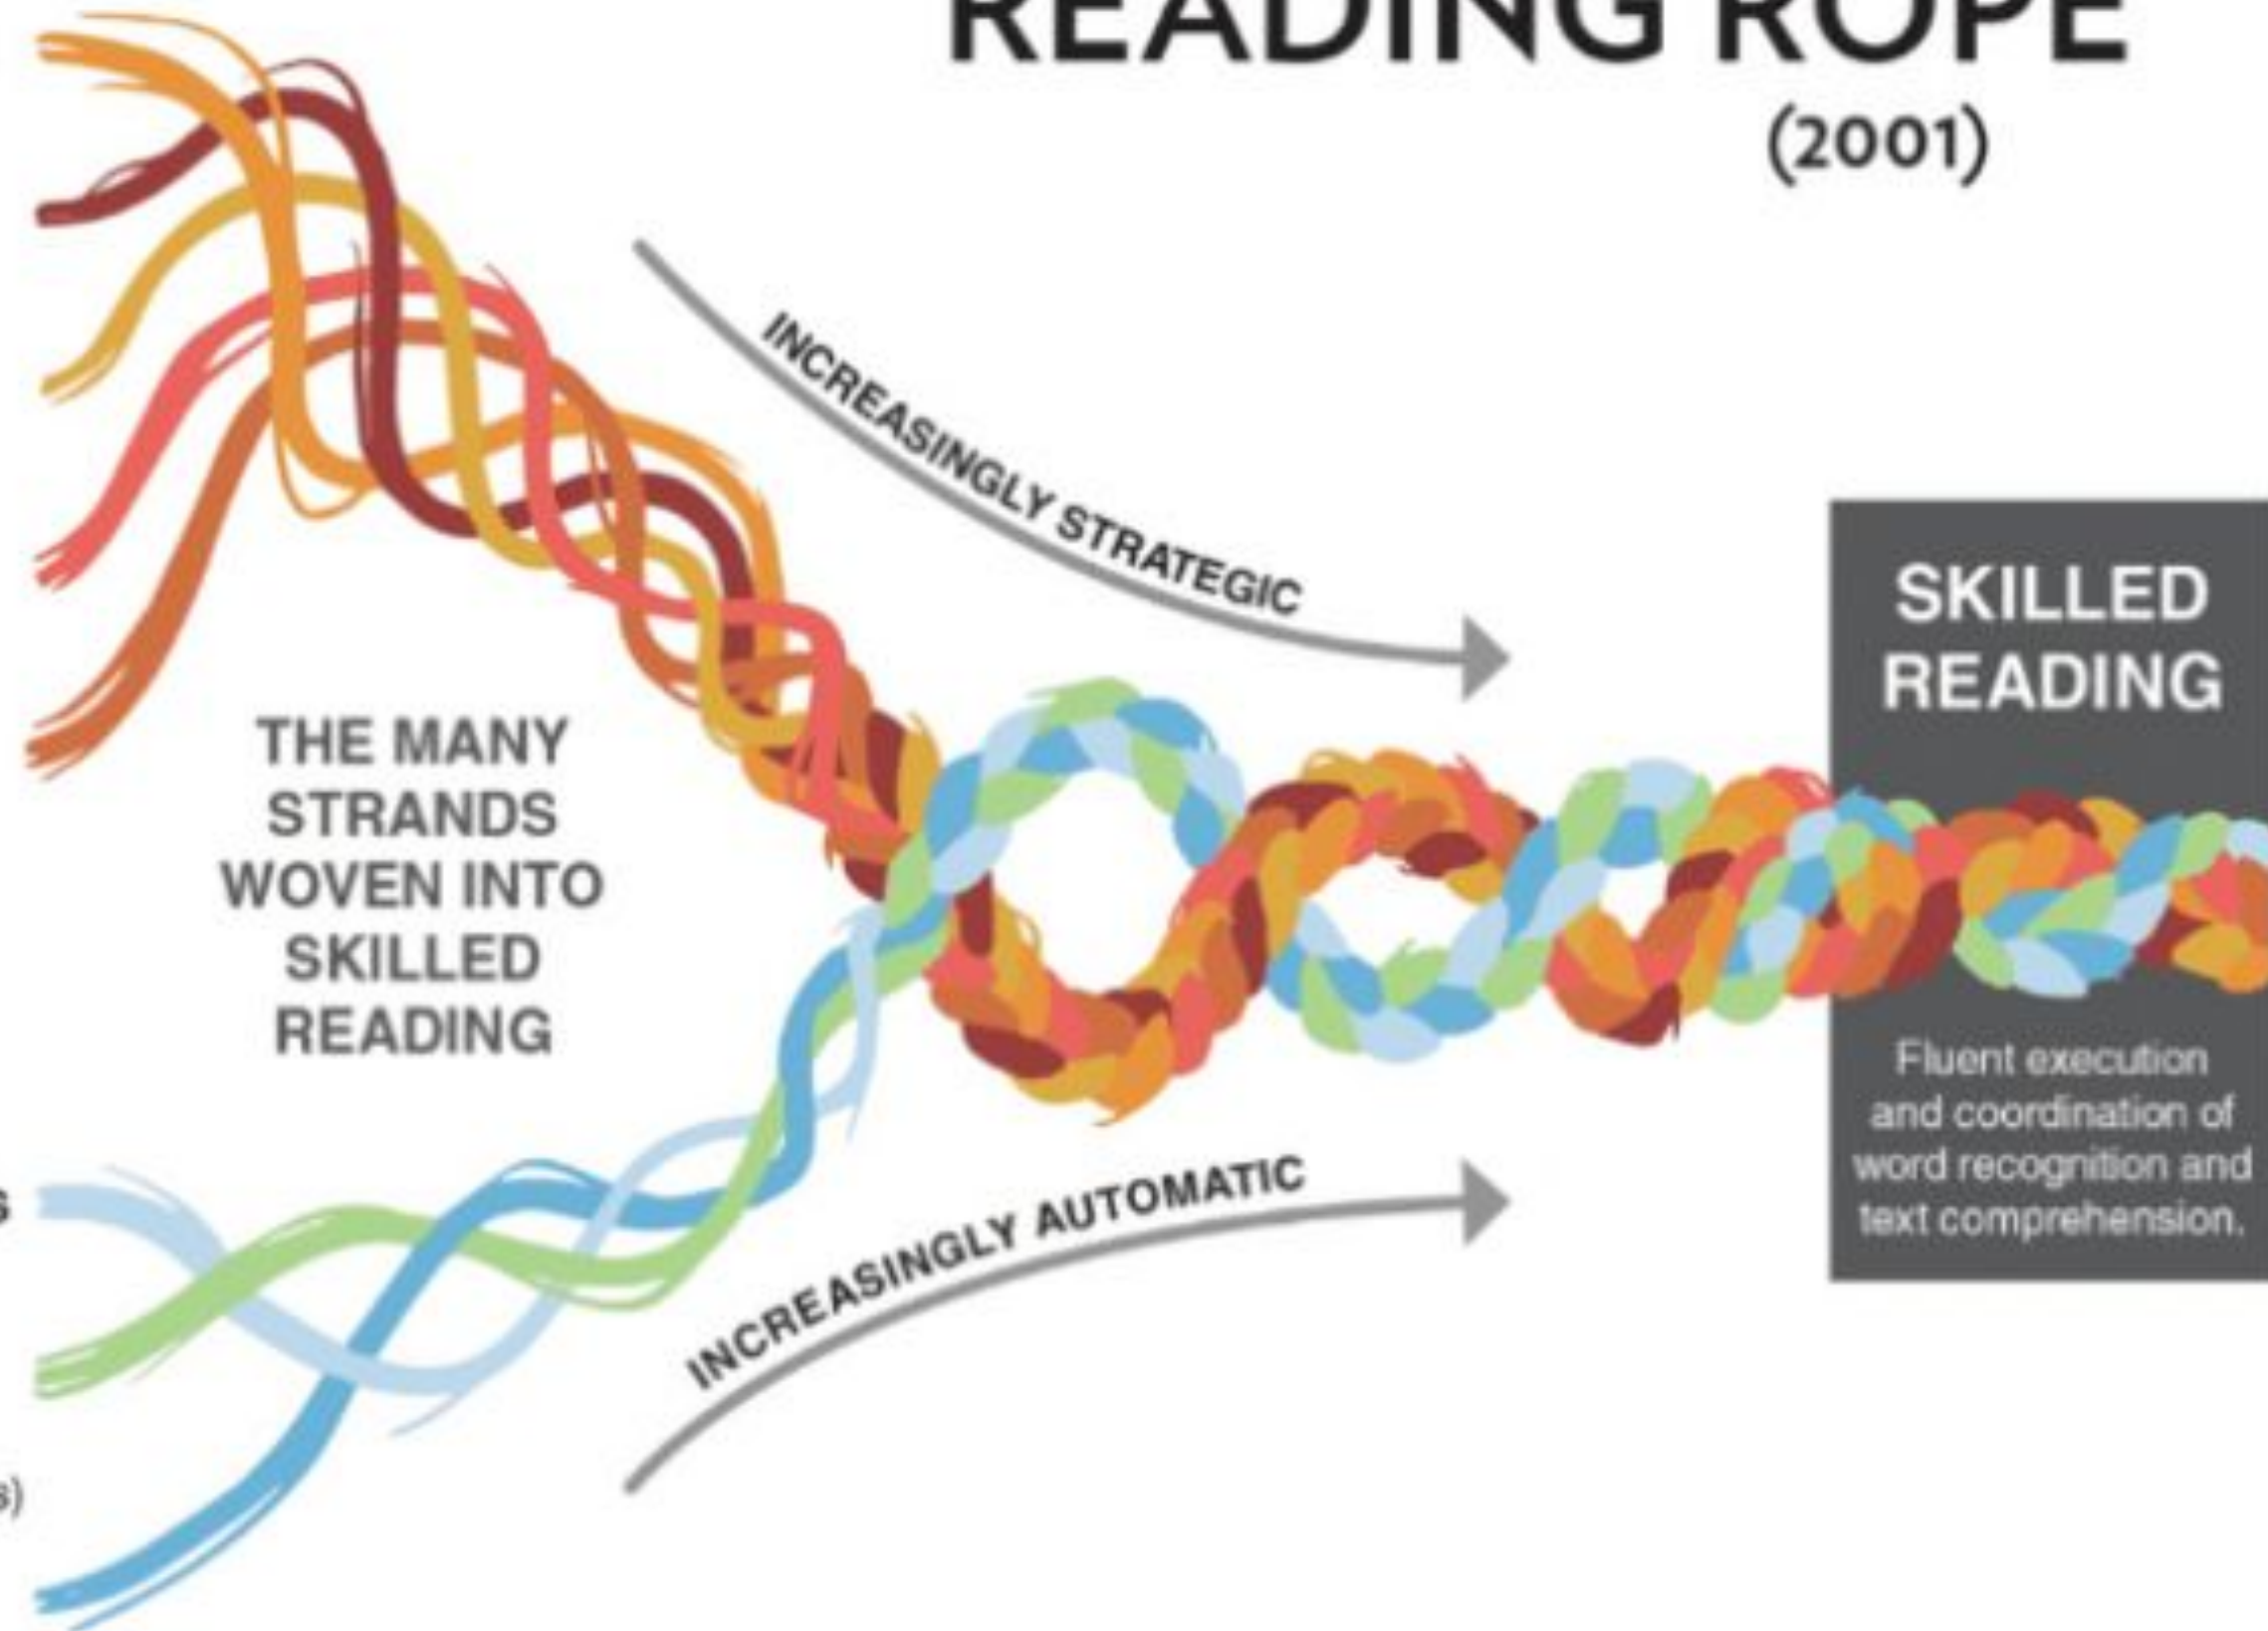 READING ROPE
(2001)
INCREASINGLY STRATEGIC
SKILLED
READING
THE MANY
STRANDS
WOVEN INTO
SKILLED
READING
Fluent execution
and coordination of
word recognition and
text comprehension.
INCREASINGLY AUTOMATIC
s
s)